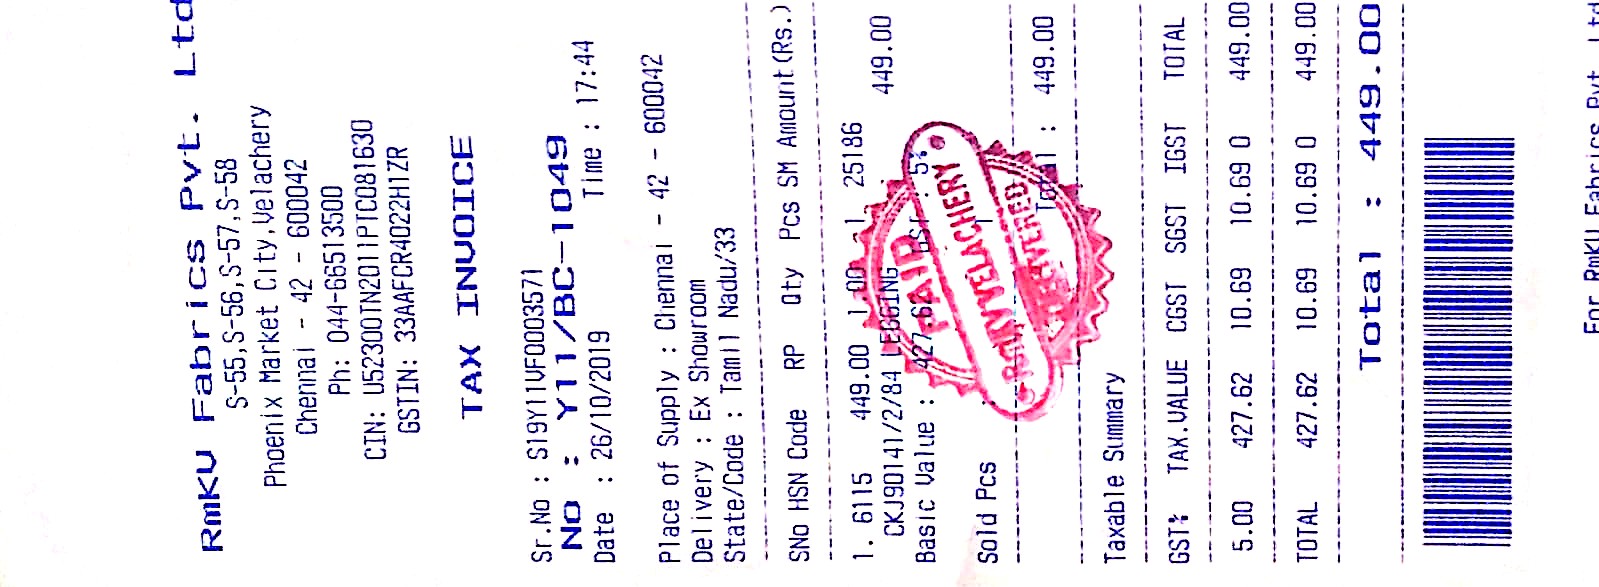 RmKV Fabrics Pvt. Ltd
S-55,S-56,S-57,S-58
Phoenix Market City,Velachery
Chennai - 42 - 600042
Ph: 044-66513500
CIN: U52300TN2011PTC081630
GSTIN: 33AAFCR4022H1ZR
TAX INVOICE
Sr.No : S19Y11VF0003571
No : Y11/BC-1049
Date : 26/10/2019 Time : 17:44
Place of Supply : Chennai - 42 - 600042
Delivery : Ex Showroom
State/Code : Tamil Nadu/33
SNo HSN Code RP Qty Pcs SM Amount(Rs.)
1. 6115 449.00 1.00 1 25186 449.00
CKJ90141/2/84 LEGGING
Basic Value : 427.62 GST 5%
Sold Pcs : 1
Total : 449.00
PAID
RmKV VELACHERY
DELIVERED
Taxable Summary
GST% TAX.VALUE CGST SGST IGST TOTAL
5.00 427.62 10.69 10.69 0 449.00
TOTAL 427.62 10.69 10.69 0 449.00
Total : 449.00
For RmKV Fabrics Pvt. Ltd